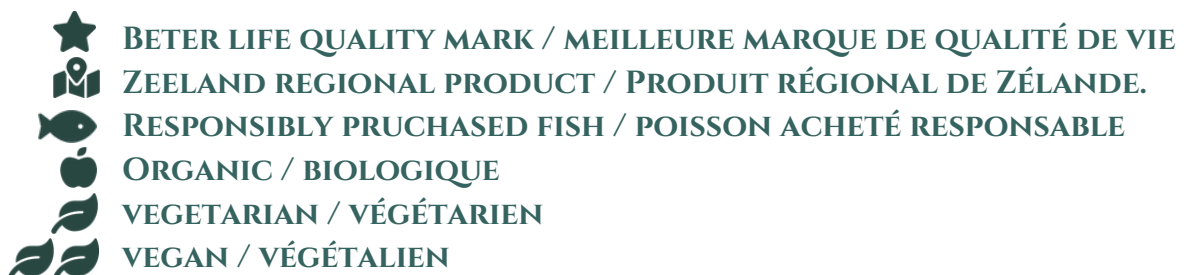 Beter life quality mark / meilleure marque de qualité de vie
Zeeland regional product / Produit régional de Zélande.
Responsibly pruchased fish / poisson acheté responsable
Organic / biologique
vegetarian / végétarien
vegan / végétalien